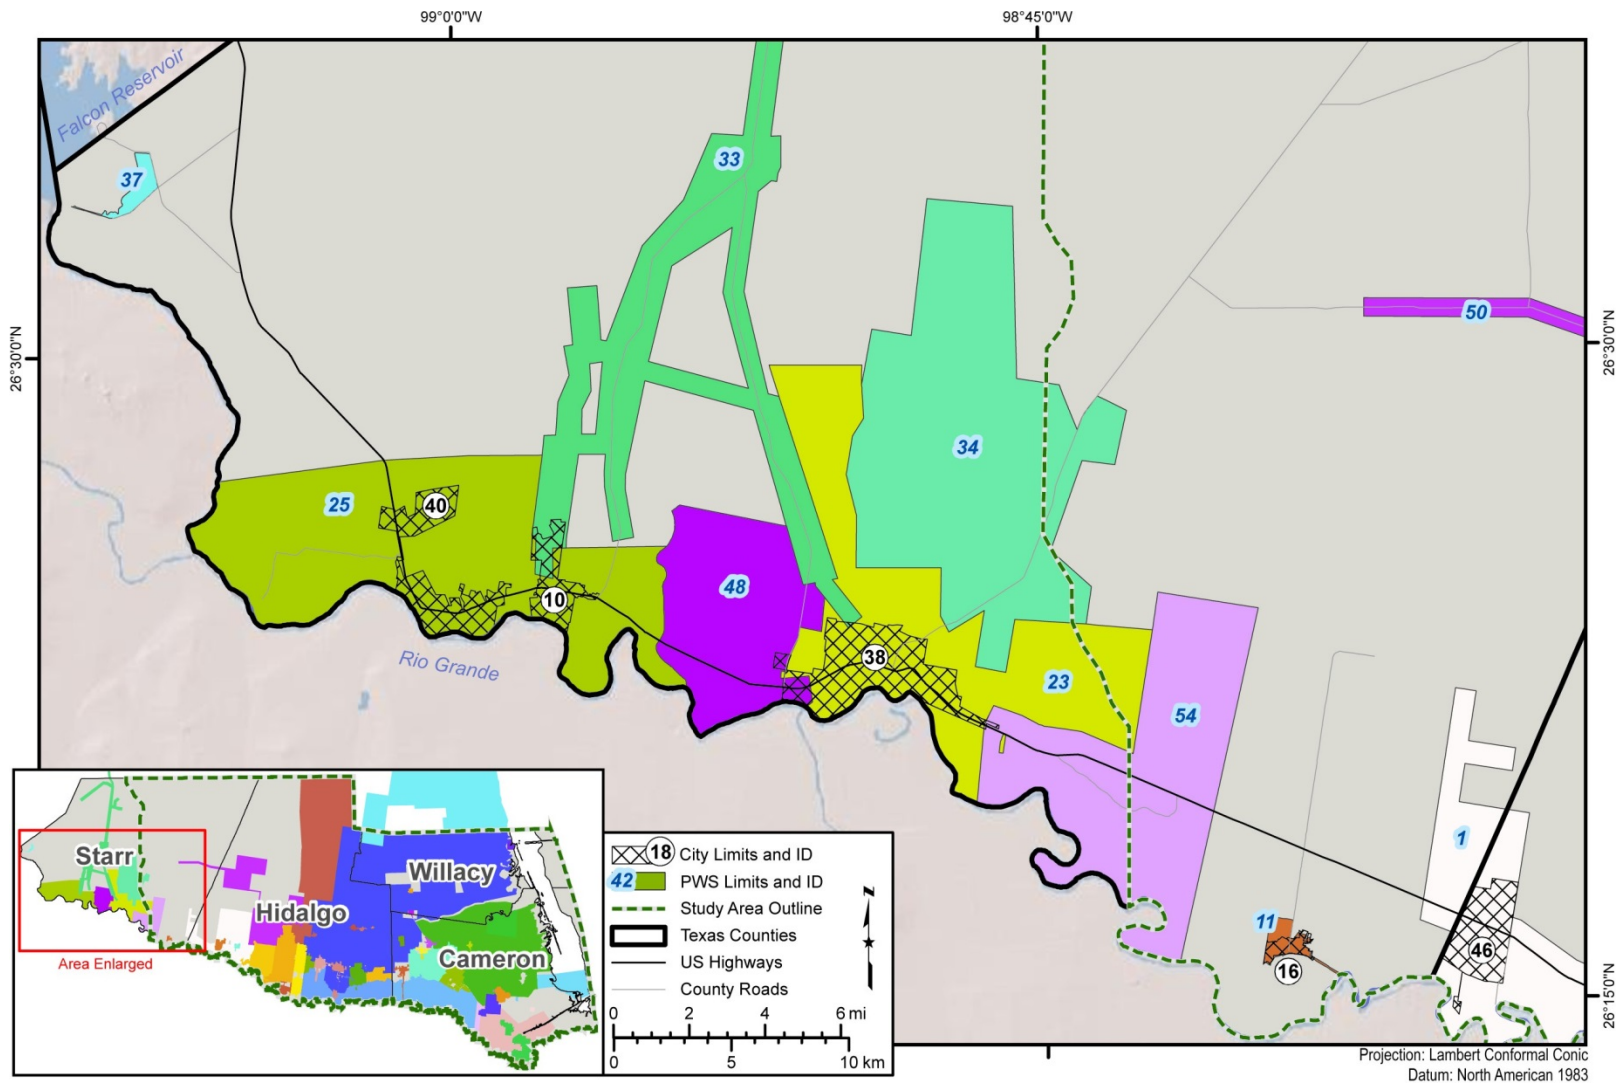 99°0'0"W
98°45'0"W
Falcon Reservoir
37
33
50
26°30'0"N
26°30'0"N
34
25
40
48
10
38
23
54
Rio Grande
1
11
16
46
26°15'0"N
Starr
Willacy
Hidalgo
Cameron
Area Enlarged
18 City Limits and ID
42 PWS Limits and ID
Study Area Outline
Texas Counties
US Highways
County Roads
N
0 2 4 6 mi
0 5 10 km
Projection: Lambert Conformal Conic
Datum: North American 1983